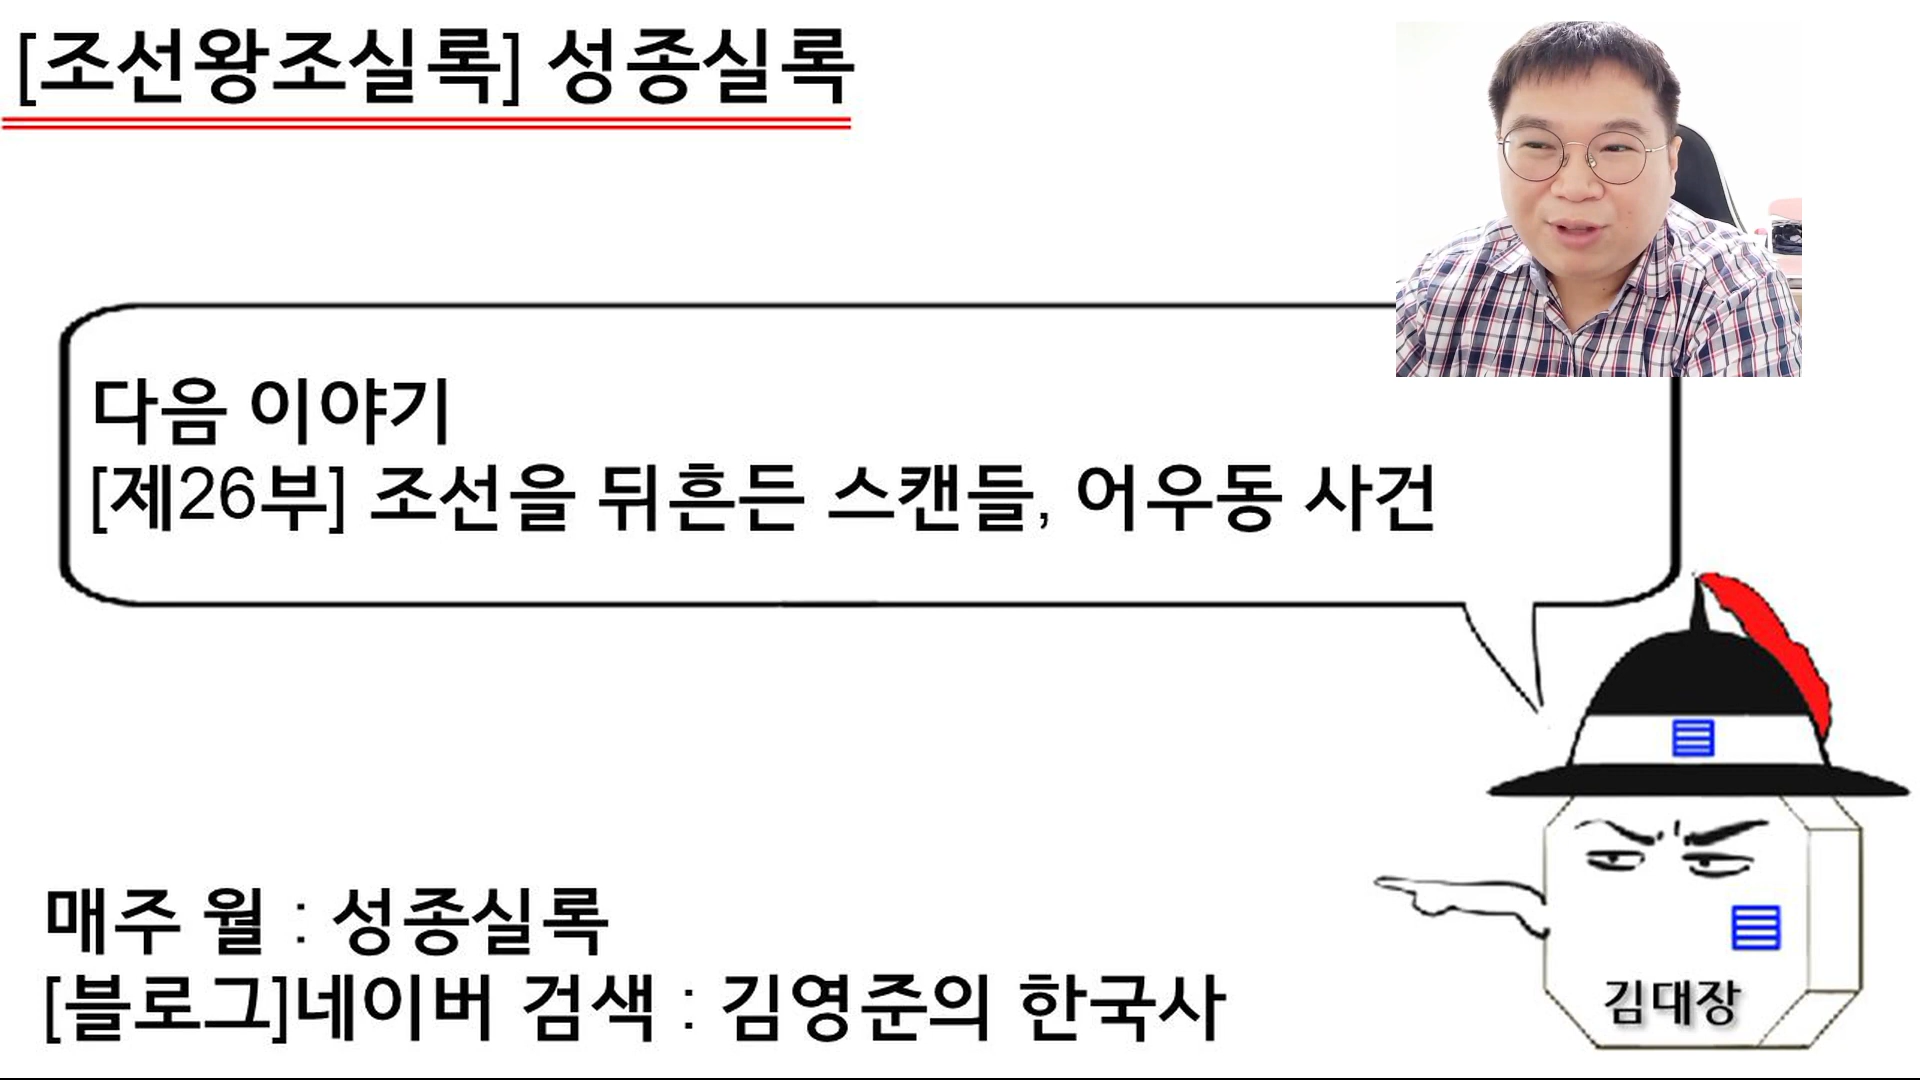 [조선왕조실록] 성종실록
다음 이야기
[제26부] 조선을 뒤흔든 스캔들, 어우동 사건
매주 월 : 성종실록
[블로그]네이버 검색 : 김영준의 한국사
김대장